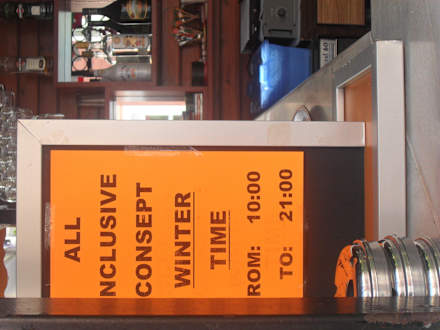 ALL
NCLUSIVE
CONSEPT
WINTER
TIME
ROM: 10:00
TO: 21:00